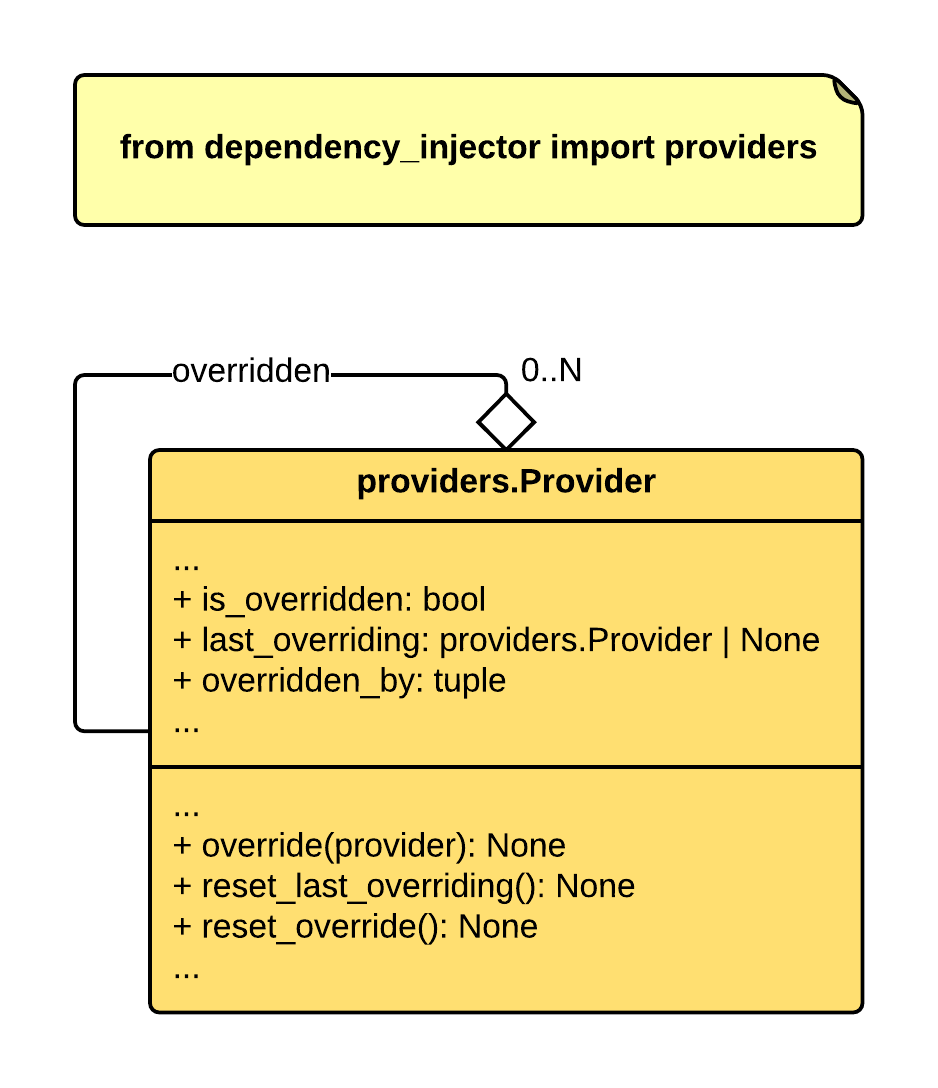 from dependency_injector import providers
overridden
0..N
providers.Provider
...
+ is_overridden: bool
+ last_overriding: providers.Provider | None
+ overridden_by: tuple
...
...
+ override(provider): None
+ reset_last_overriding(): None
+ reset_override(): None
...